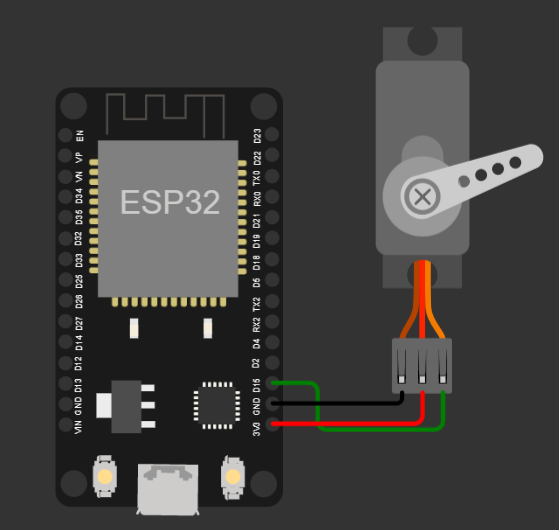 EN
VP
VN
D34
D35
D32
D33
D25
D26
D27
D14
D12
D13
GND
VIN
ESP32
D23
D22
TX0
RX0
D21
D19
D18
D5
TX2
RX2
D4
D2
D15
GND
3V3